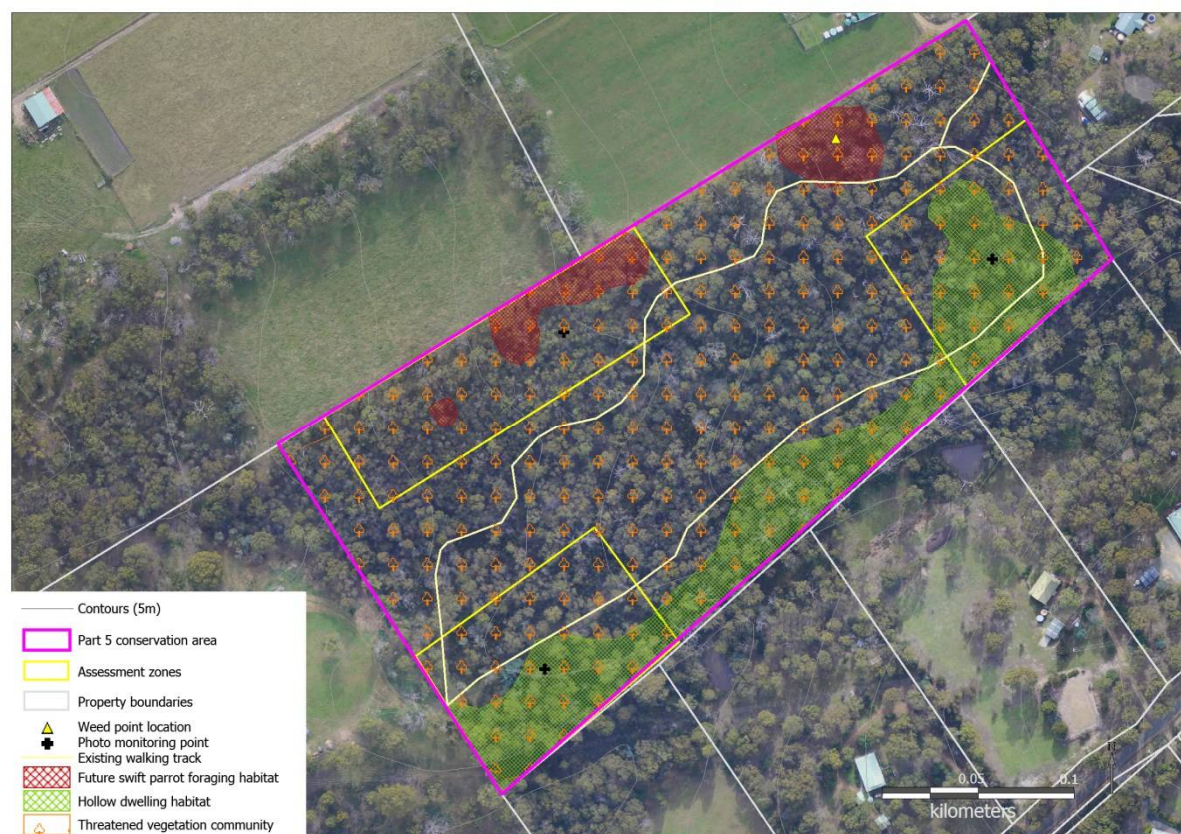 Contours (5m)
Part 5 conservation area
Assessment zones
Property boundaries
Weed point location
Photo monitoring point
Existing walking track
Future swift parrot foraging habitat
Hollow dwelling habitat
Threatened vegetation community
N
0.05 0.1
kilometers